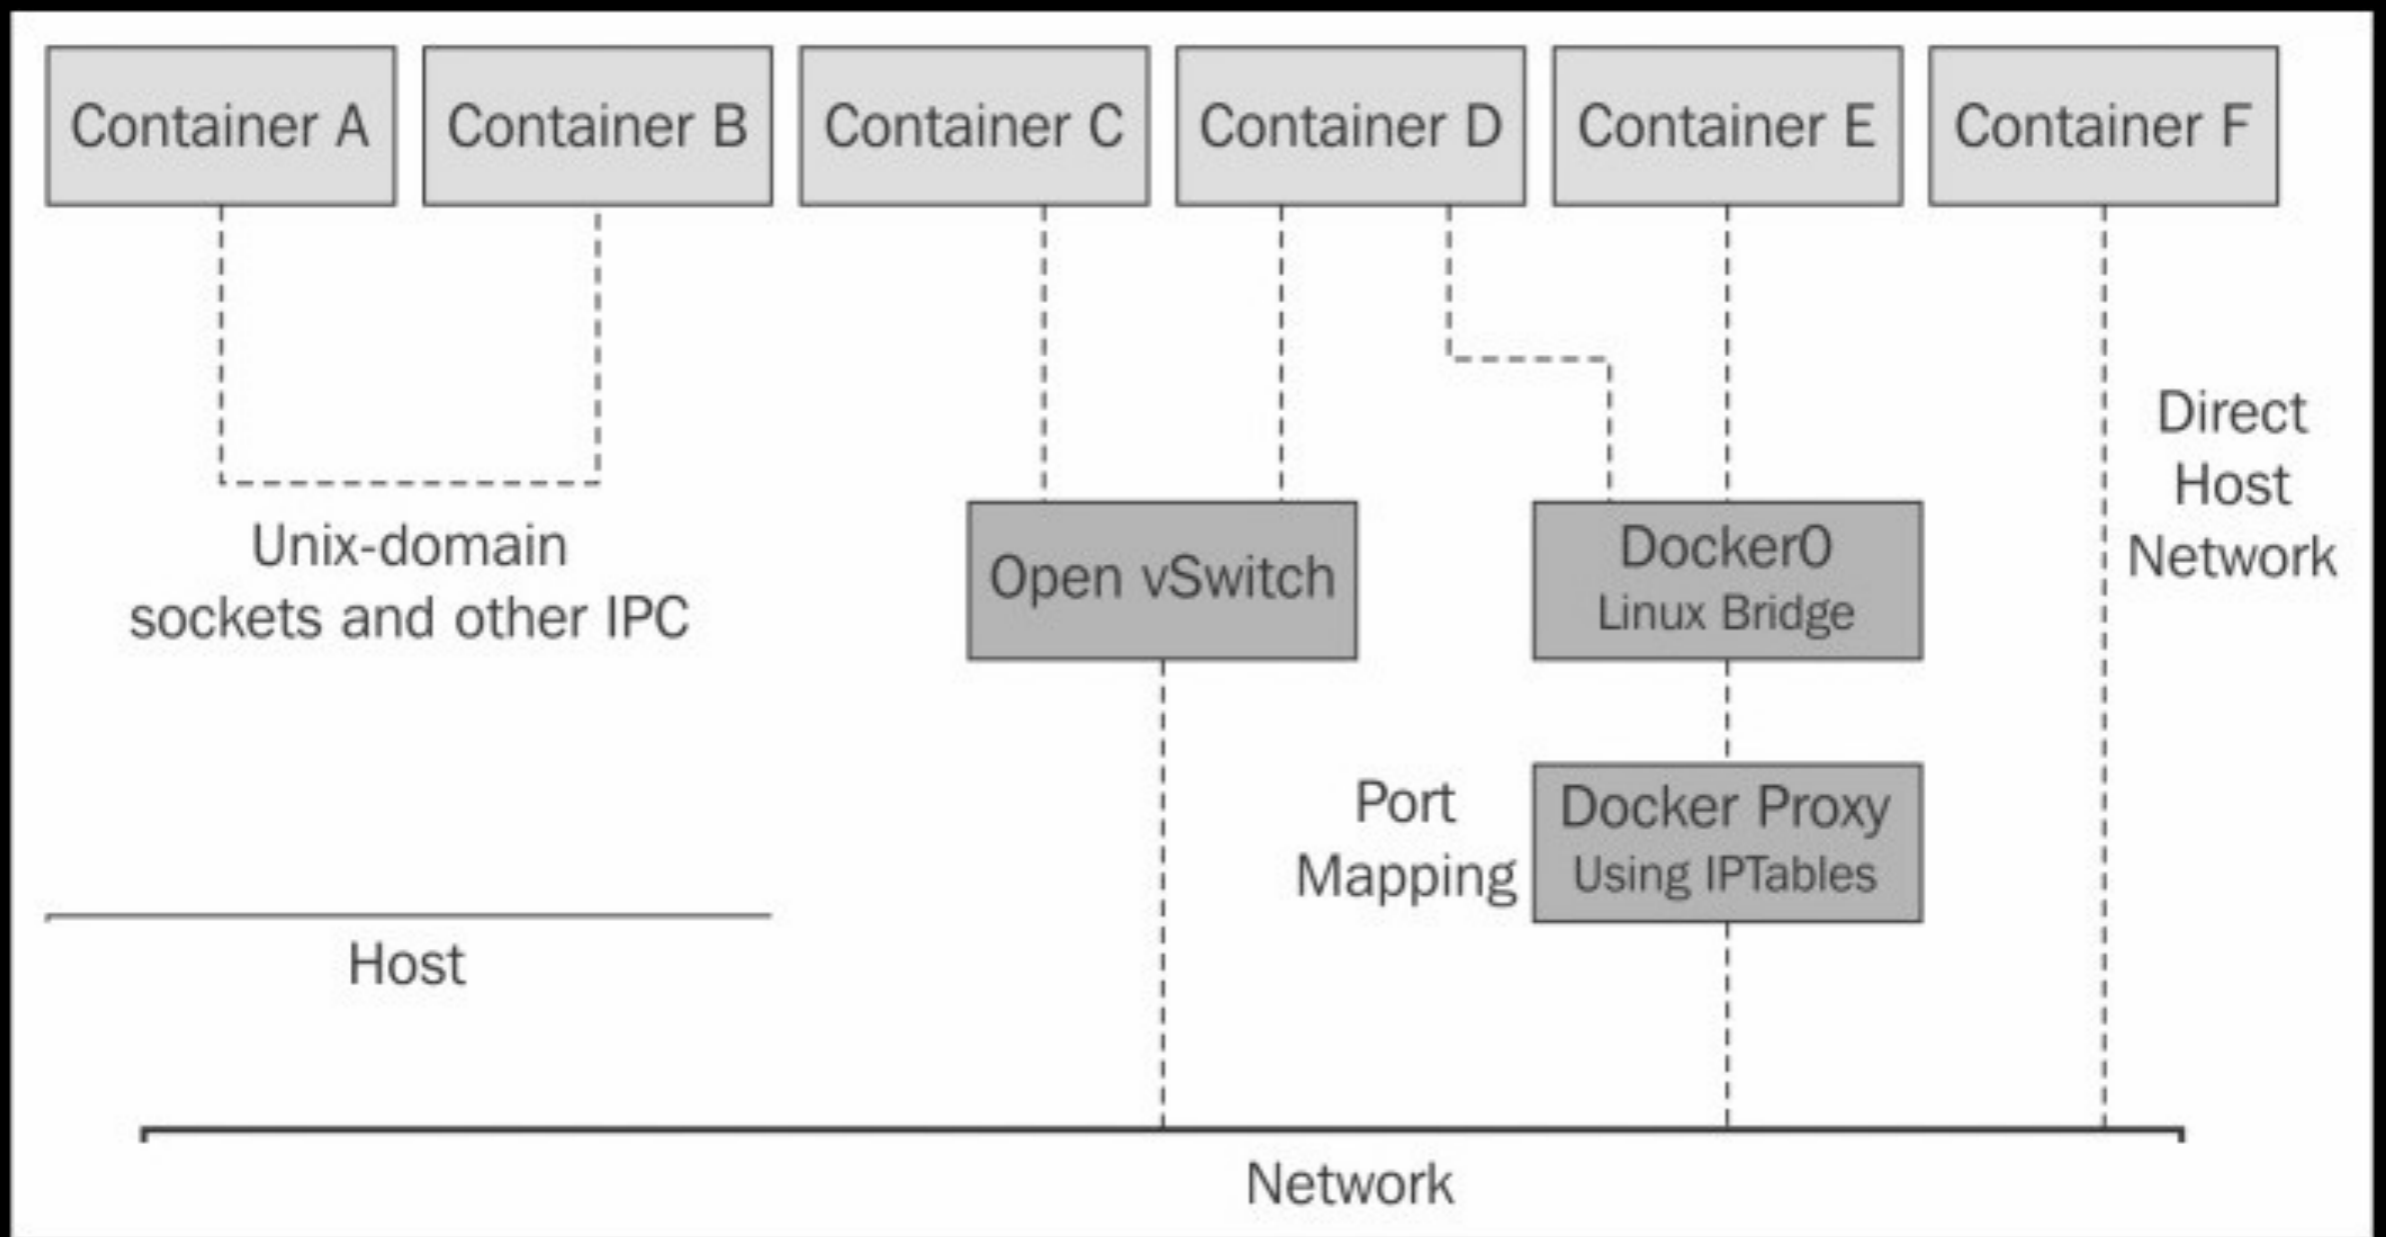 Container A
Container B
Container C
Container D
Container E
Container F
Direct
Host
Network
Unix-domain
sockets and other IPC
Open vSwitch
Docker0
Linux Bridge
Port
Mapping
Docker Proxy
Using IPTables
Host
Network